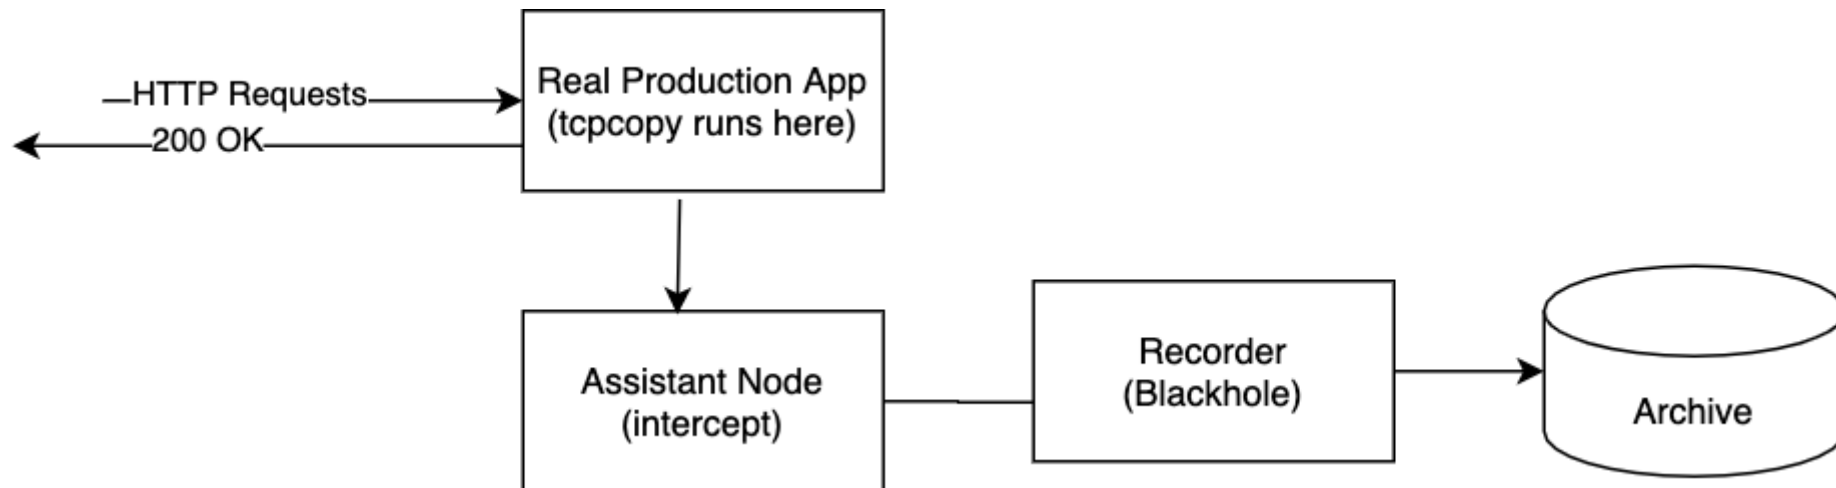 HTTP Requests
200 OK
Real Production App
(tcpcopy runs here)
Assistant Node
(intercept)
Recorder
(Blackhole)
Archive